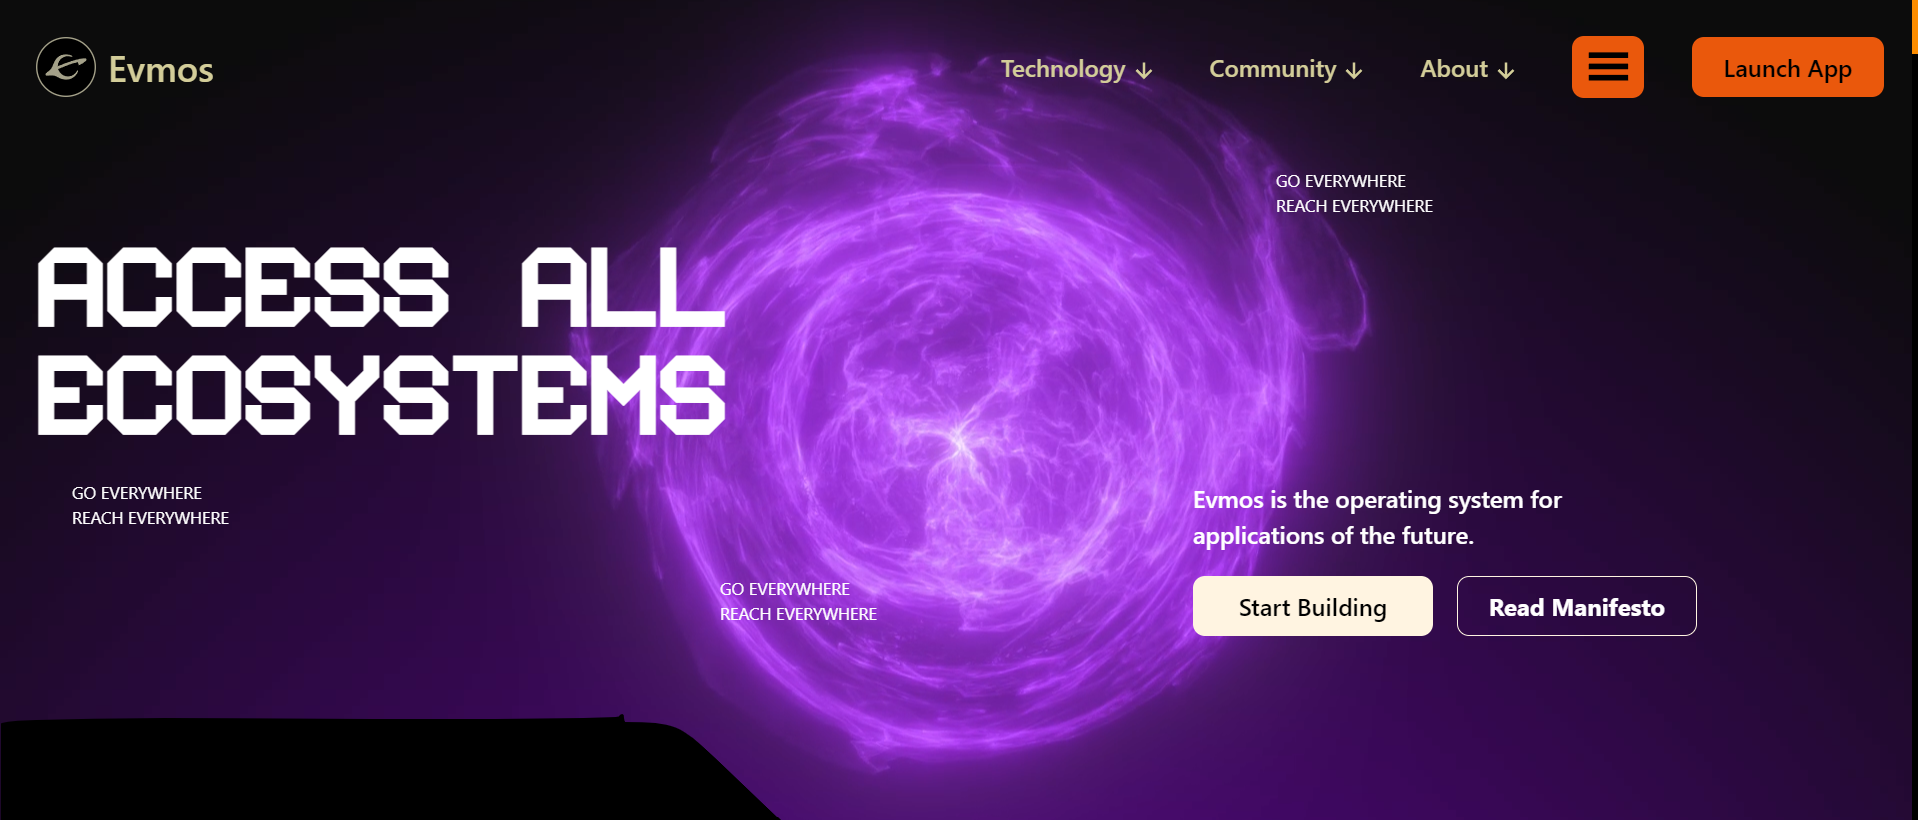 Evmos
Technology
Community
About
Launch App
GO EVERYWHERE
REACH EVERYWHERE
ACCESS ALL
ECOSYSTEMS
GO EVERYWHERE
REACH EVERYWHERE
Evmos is the operating system for
applications of the future.
GO EVERYWHERE
REACH EVERYWHERE
Start Building
Read Manifesto